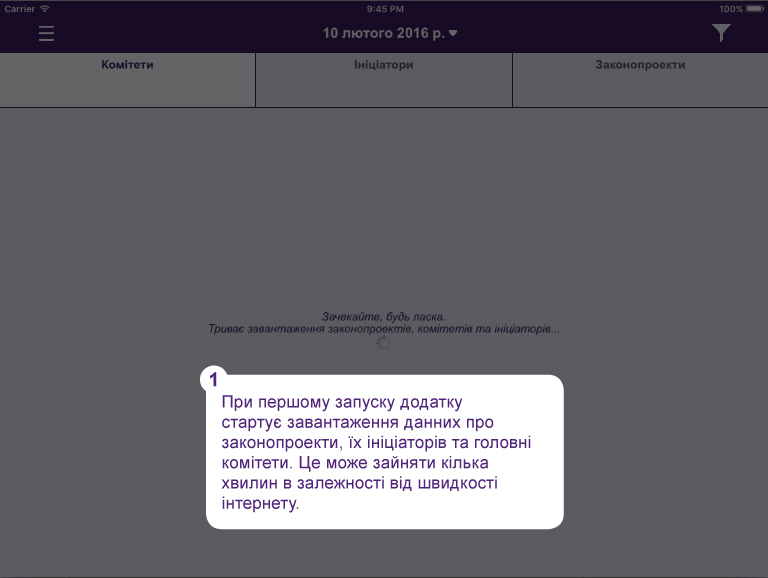 Carrier 9:45 PM 100%
10 лютого 2016 р.
Комітети Ініціатори Законопроекти
Зачекайте, будь ласка.
Триває завантаження законопроектів, комітетів та ініціаторів...
1
При першому запуску додатку
стартує завантаження данних про
законопроекти, їх ініціаторів та головні
комітети. Це може зайняти кілька
хвилин в залежності від швидкості
інтернету.